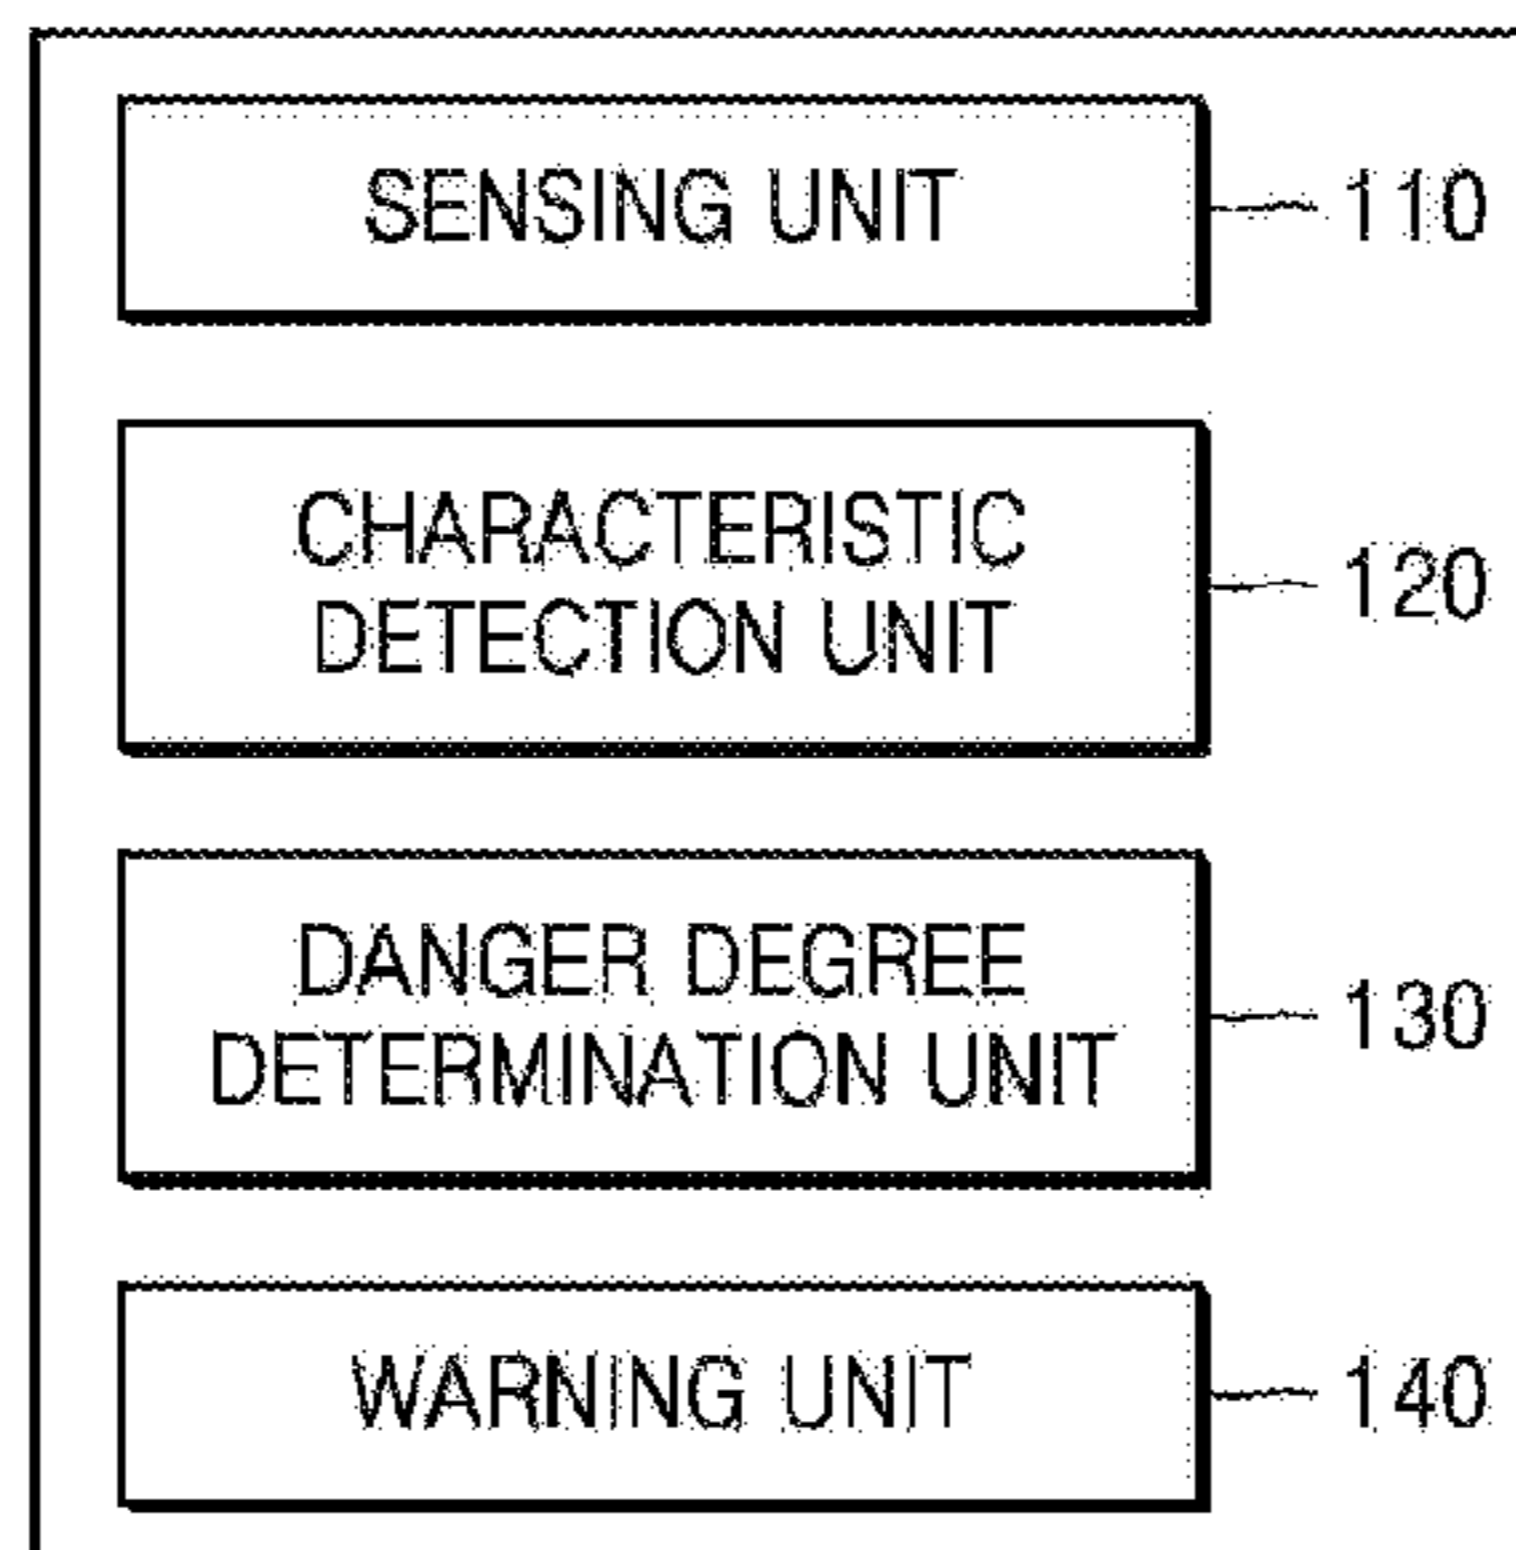 SENSING UNIT
110
CHARACTERISTIC
DETECTION UNIT
120
DANGER DEGREE
DETERMINATION UNIT
130
WARNING UNIT
140